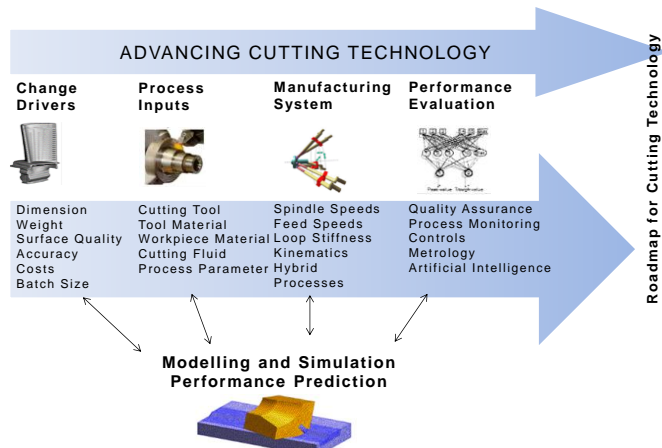 ADVANCING CUTTING TECHNOLOGY
Change
Drivers
Process
Inputs
Manufacturing
System
Performance
Evaluation
Dimension
Weight
Surface Quality
Accuracy
Costs
Batch Size
Cutting Tool
Tool Material
Workpiece Material
Cutting Fluid
Process Parameter
Spindle Speeds
Feed Speeds
Loop Stiffness
Kinematics
Hybrid
Processes
Quality Assurance
Process Monitoring
Controls
Metrology
Artificial Intelligence
Modelling and Simulation
Performance Prediction
Roadmap for Cutting Technology